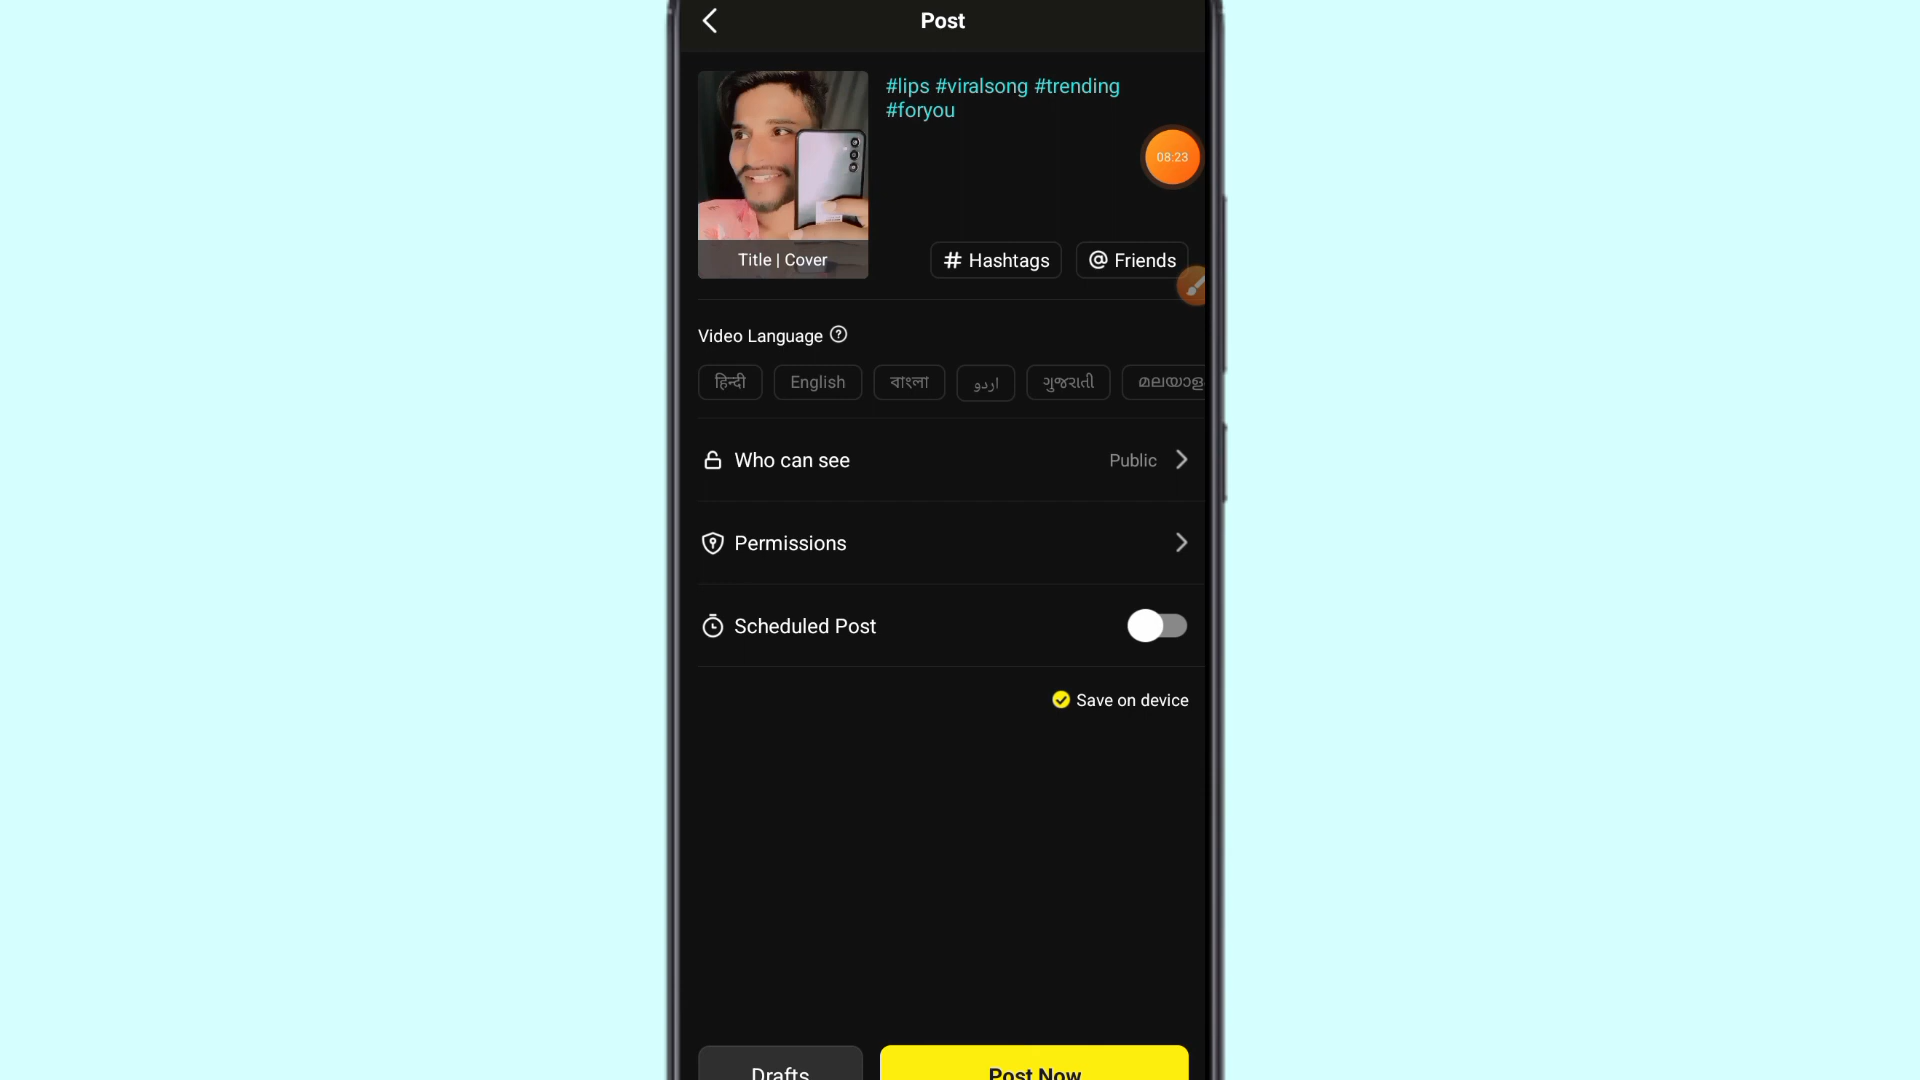 Post
#lips #viralsong #trending
#foryou
08:23
Title | Cover
# Hashtags
@ Friends
Video Language ?
हिन्दी English বাংলা اردو ગુજરાતી
Who can see
Public
Permissions
Scheduled Post
Save on device
Drafts
Post Now